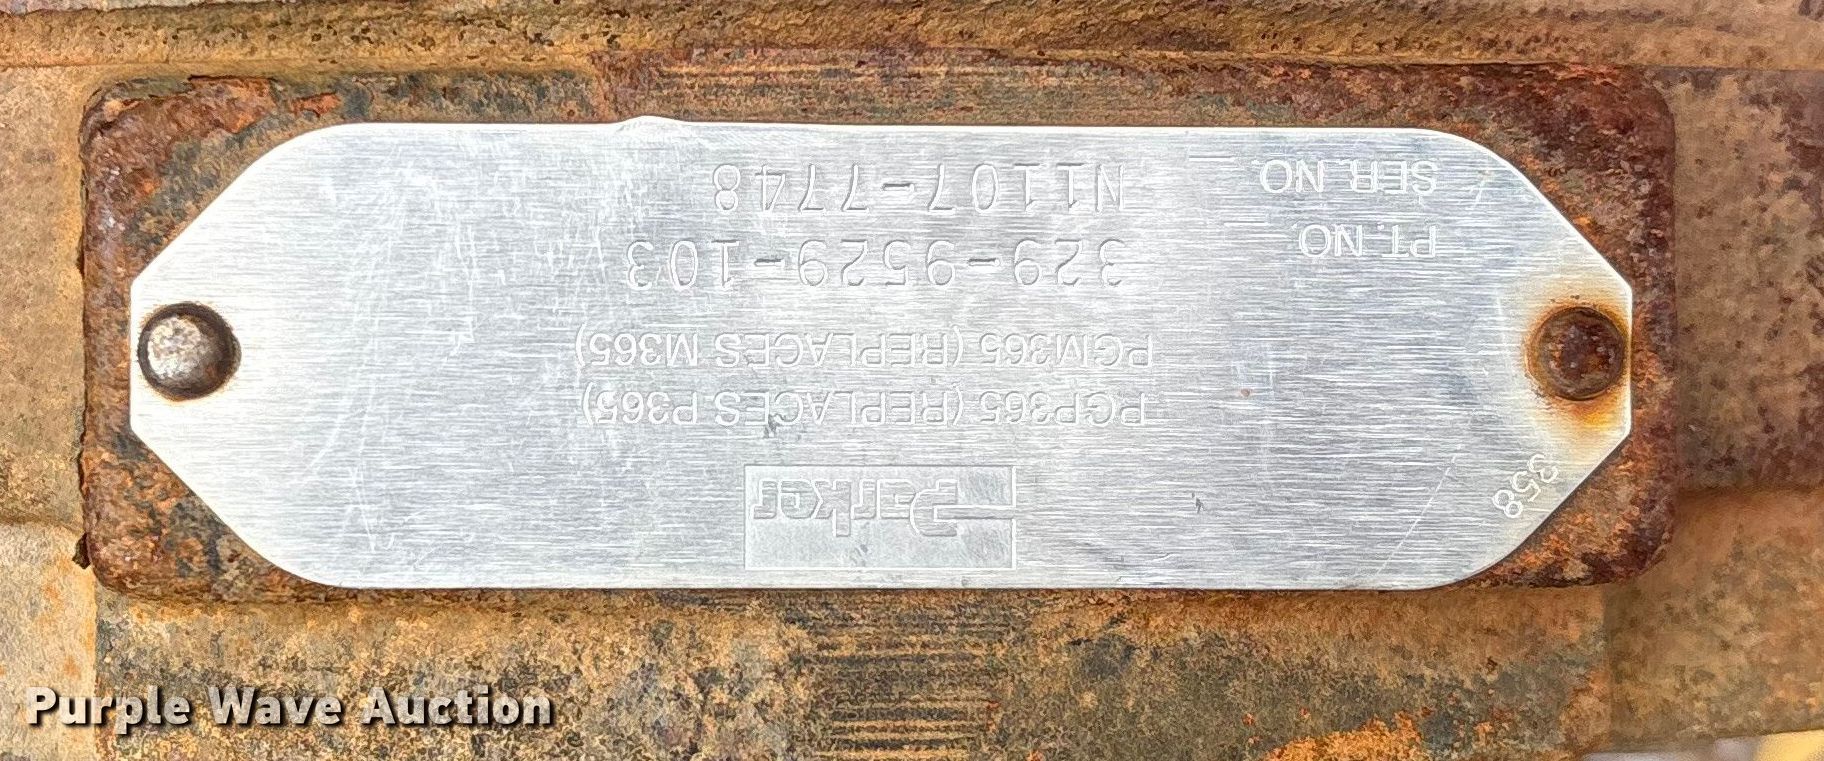 358
Parker
PGP365 (REPLACES P365)
PGM365 (REPLACES M365)
PT. NO. 329-9529-103
SER. NO. N1107-7748
Purple Wave Auction